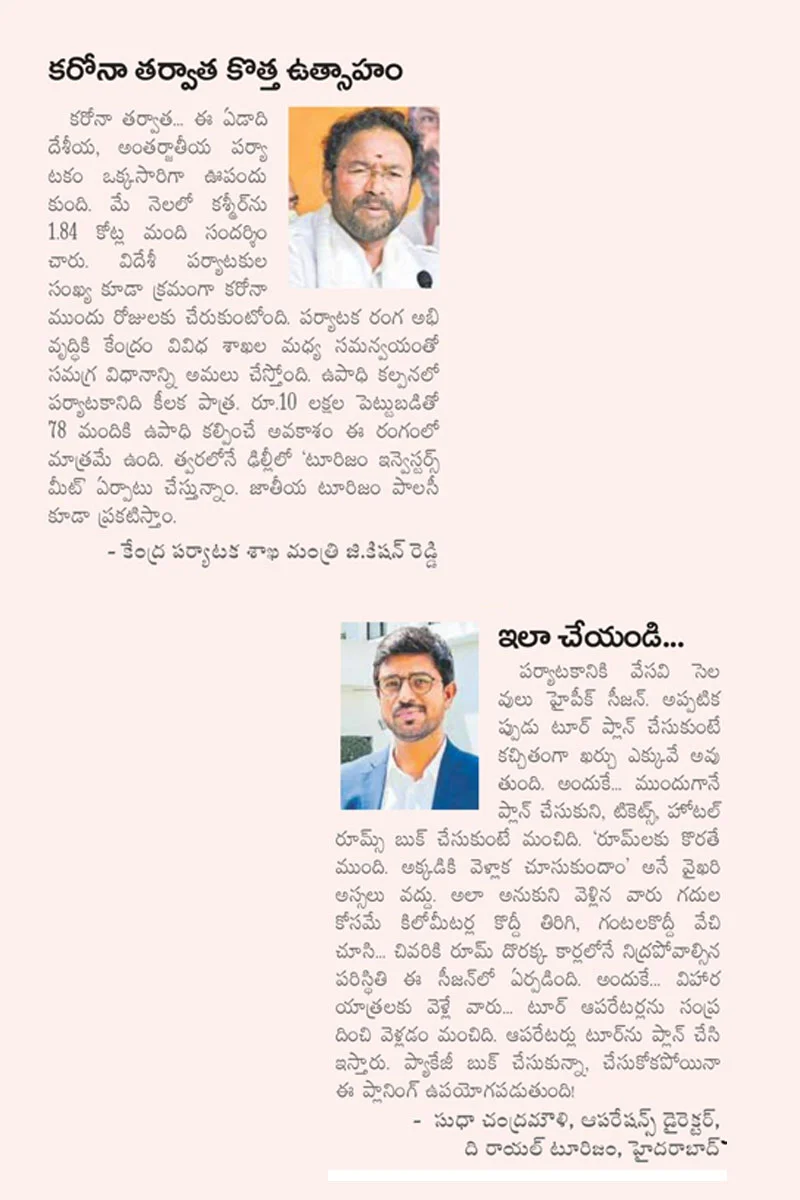 కరోనా తర్వాత కొత్త ఉత్సాహం
కరోనా తర్వాత... ఈ ఏడాది
దేశీయ, అంతర్జాతీయ పర్యా
టకం ఒక్కసారిగా ఊపందు
కుంది. మే నెలలో కశ్మీర్‌ను
1.84 కోట్ల మంది సందర్శిం
చారు. విదేశీ పర్యాటకుల
సంఖ్య కూడా క్రమంగా కరోనా
ముందు రోజులకు చేరుకుంటోంది. పర్యాటక రంగ అభి
వృద్ధికి కేంద్రం వివిధ శాఖల మధ్య సమన్వయంతో
సమగ్ర విధానాన్ని అమలు చేస్తోంది. ఉపాధి కల్పనలో
పర్యాటకానిది కీలక పాత్ర. రూ.10 లక్షల పెట్టుబడితో
78 మందికి ఉపాధి కల్పించే అవకాశం ఈ రంగంలో
మాత్రమే ఉంది. త్వరలోనే ఢిల్లీలో ‘టూరిజం ఇన్వెస్టర్స్
మీట్’ ఏర్పాటు చేస్తున్నాం. జాతీయ టూరిజం పాలసీ
కూడా ప్రకటిస్తాం.
- కేంద్ర పర్యాటక శాఖ మంత్రి జి.కిషన్ రెడ్డి
ఇలా చేయండి...
పర్యాటకానికి వేసవి సెల
వులు హైపీక్ సీజన్. అప్పటిక
ప్పుడు టూర్ ప్లాన్ చేసుకుంటే
కచ్చితంగా ఖర్చు ఎక్కువే అవు
తుంది. అందుకే... ముందుగానే
ప్లాన్ చేసుకుని, టికెట్స్, హోటల్
రూమ్స్ బుక్ చేసుకుంటే మంచిది. ‘రూమ్‌లకు కొరతే
ముంది. అక్కడికి వెళ్లాక చూసుకుందాం’ అనే వైఖరి
అస్సలు వద్దు. అలా అనుకుని వెళ్లిన వారు గదుల
కోసమే కిలోమీటర్ల కొద్దీ తిరిగి, గంటలకొద్దీ వేచి
చూసి... చివరికి రూమ్ దొరక్క కార్లలోనే నిద్రపోవాల్సిన
పరిస్థితి ఈ సీజన్‌లో ఏర్పడింది. అందుకే... విహార
యాత్రలకు వెళ్లే వారు... టూర్ ఆపరేటర్లను సంప్ర
దించి వెళ్లడం మంచిది. ఆపరేటర్లు టూర్‌ను ప్లాన్ చేసి
ఇస్తారు. ప్యాకేజీ బుక్ చేసుకున్నా, చేసుకోకపోయినా
ఈ ప్లానింగ్ ఉపయోగపడుతుంది!
- సుధా చంద్రమౌళి, ఆపరేషన్స్ డైరెక్టర్,
ది రాయల్ టూరిజం, హైదరాబాద్